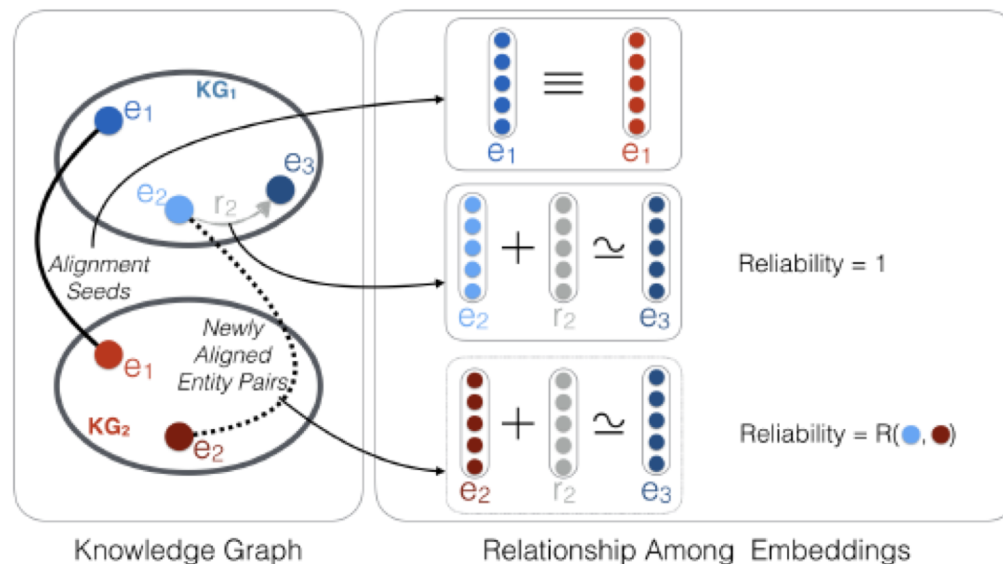 KG₁
e₁
e₃
e₂
r₂
Alignment
Seeds
Newly
Aligned
Entity Pairs
e₁
KG₂
e₂
Knowledge Graph
≡
e₁ e₁
+ ≃
e₂ r₂ e₃
Reliability = 1
+ ≃
e₂ r₂ e₃
Reliability = R( , )
Relationship Among Embeddings